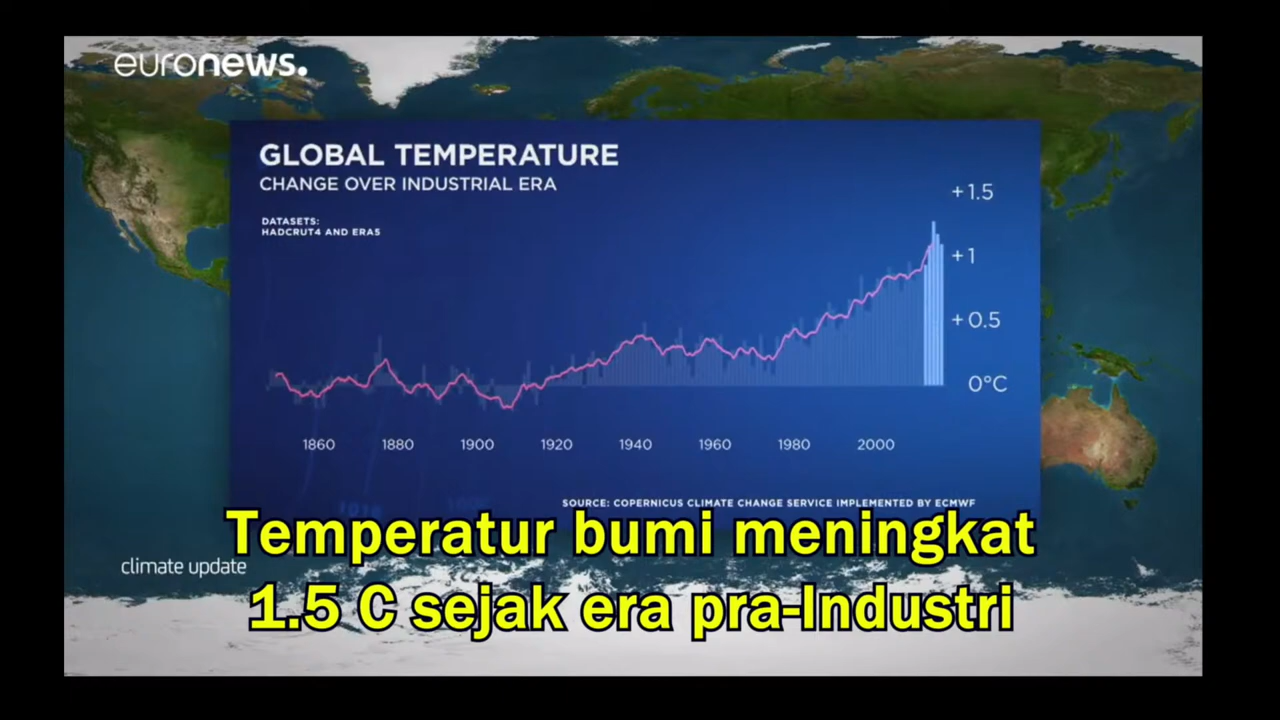 euronews.
GLOBAL TEMPERATURE
CHANGE OVER INDUSTRIAL ERA
DATASETS:
HADCRUT4 AND ERA5
+1.5
+1
+0.5
0°C
1860 1880 1900 1920 1940 1960 1980 2000
SOURCE: COPERNICUS CLIMATE CHANGE SERVICE IMPLEMENTED BY ECMWF
climate update
Temperatur bumi meningkat
1.5 C sejak era pra-Industri